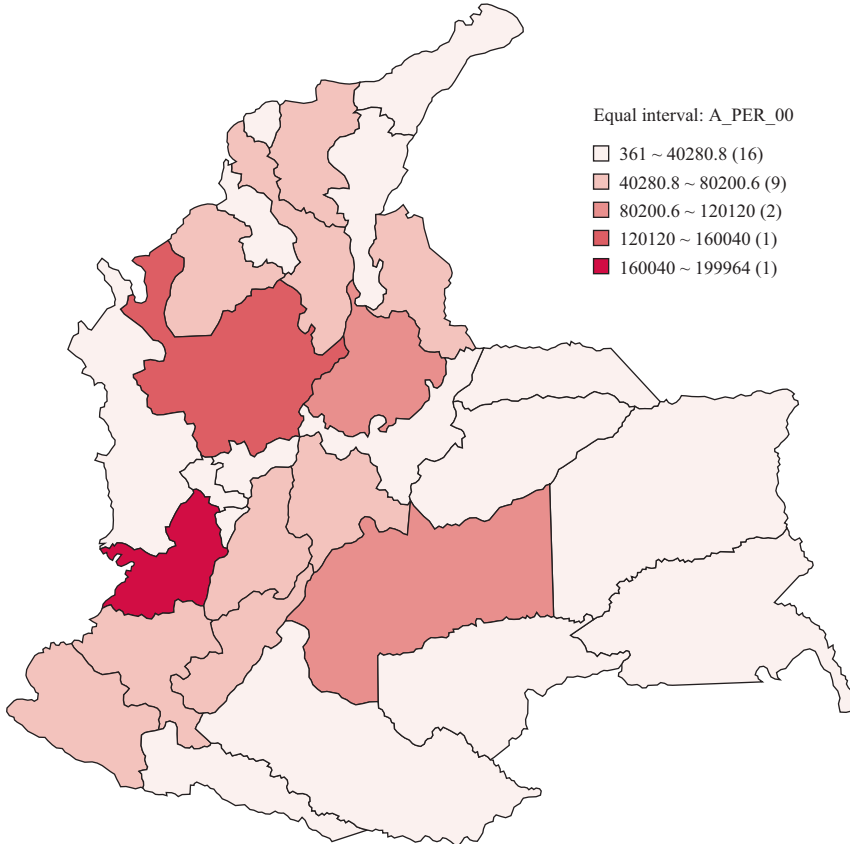 Equal interval: A_PER_00
361 ~ 40280.8 (16)
40280.8 ~ 80200.6 (9)
80200.6 ~ 120120 (2)
120120 ~ 160040 (1)
160040 ~ 199964 (1)